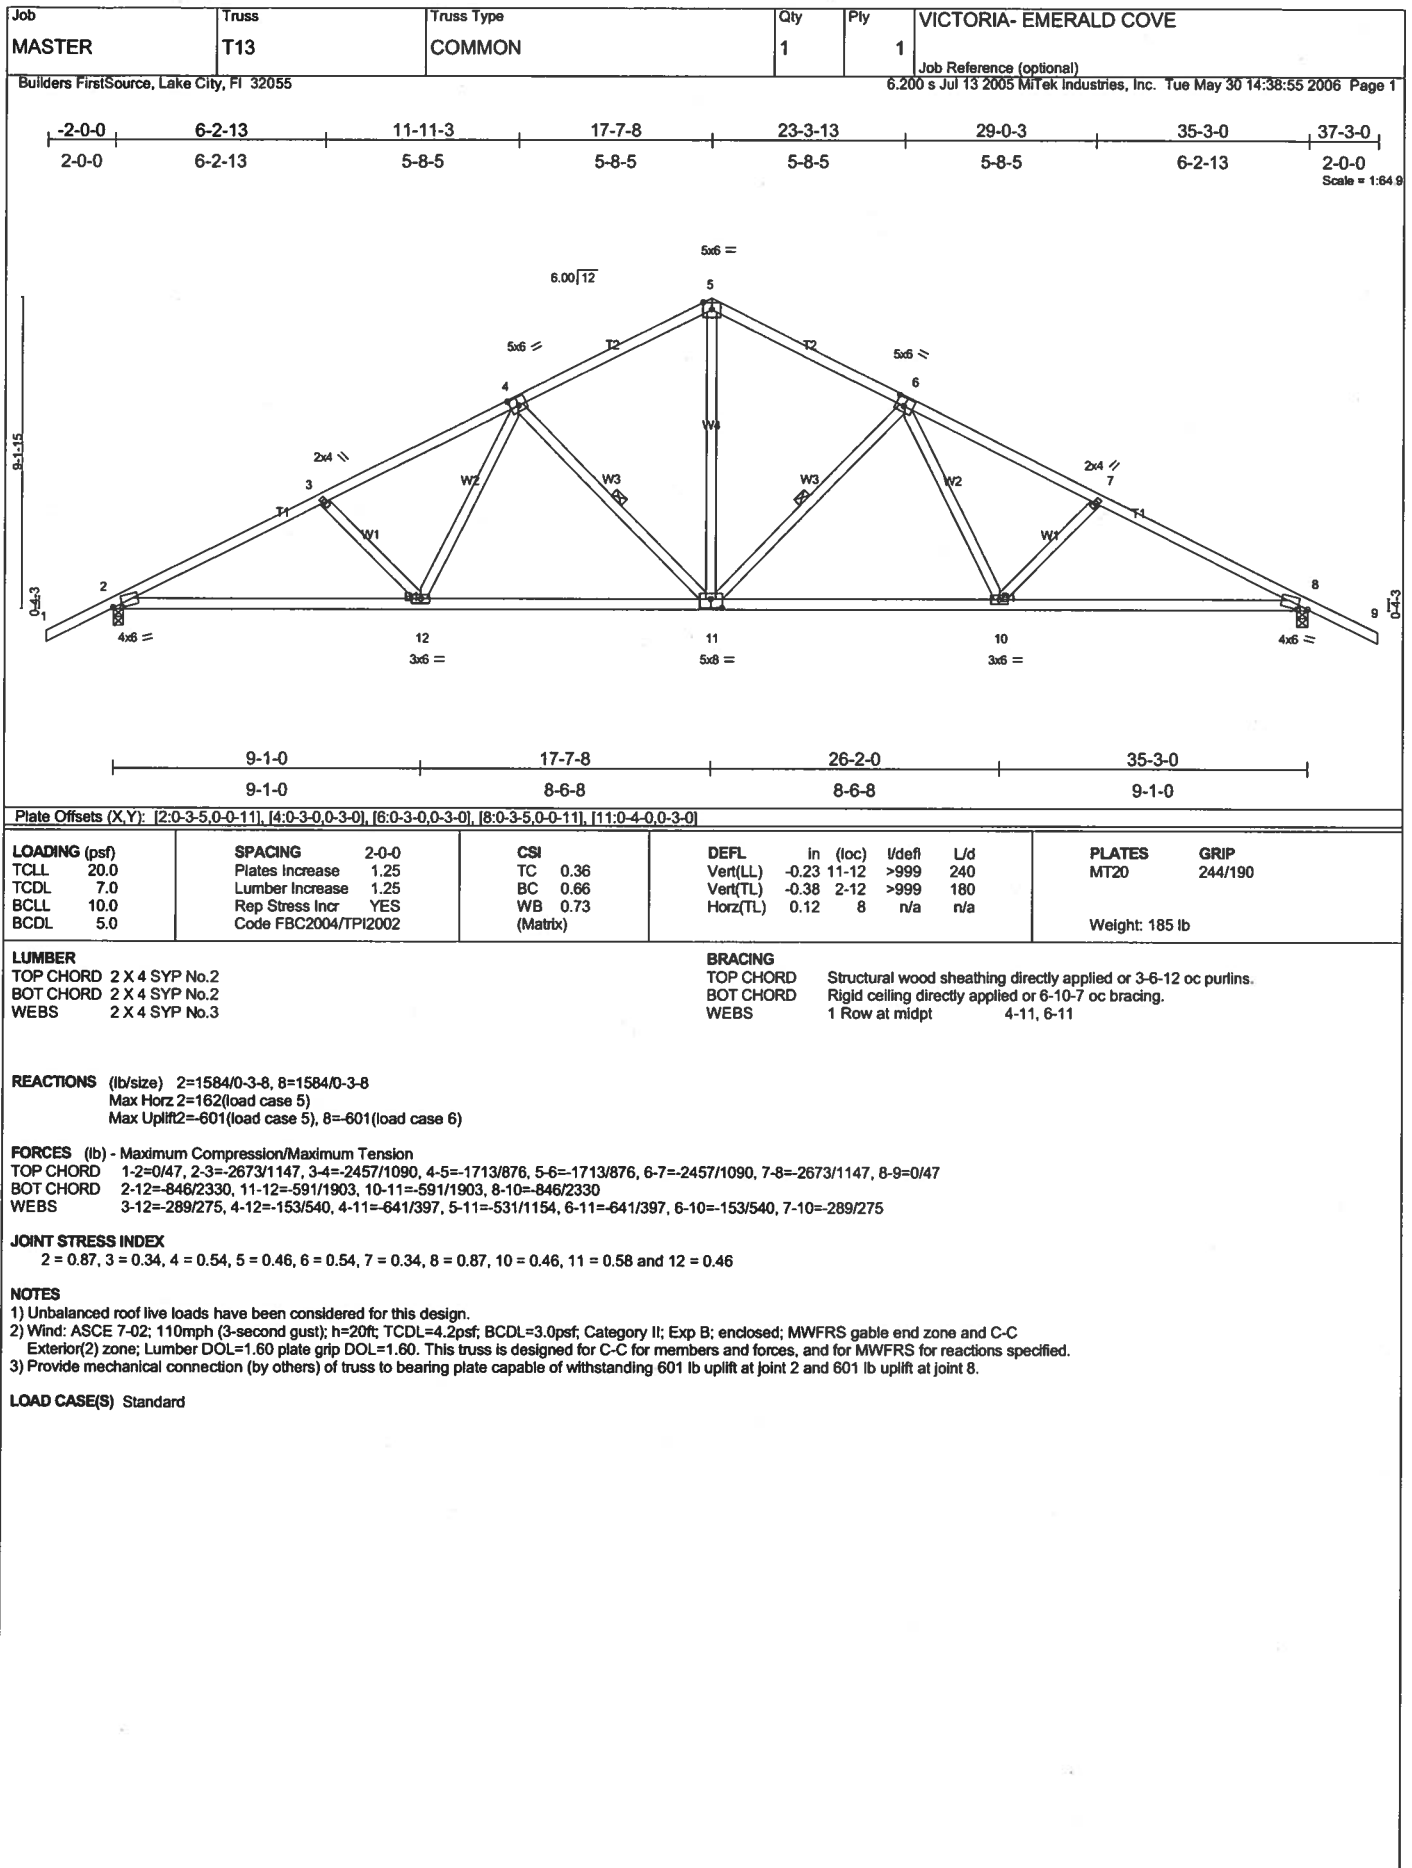 Job Truss Truss Type Qty Ply VICTORIA- EMERALD COVE
MASTER T13 COMMON 1 1
Job Reference (optional)
Builders FirstSource, Lake City, Fl 32055 6.200 s Jul 13 2005 MiTek Industries, Inc. Tue May 30 14:38:55 2006 Page 1
-2-0-0 6-2-13 11-11-3 17-7-8 23-3-13 29-0-3 35-3-0 37-3-0
2-0-0 6-2-13 5-8-5 5-8-5 5-8-5 5-8-5 6-2-13 2-0-0
Scale = 1:64.9
5x6 =
6.00 12
5
5x6 T2 T2 5x6
4 6
9-1-15
W4
2x4 2x4
3 W2 W3 W3 W2 7
T1 T1
W1 W1
2 8
0-4-3 0-4-3
1 9
4x6 = 12 11 10 4x6 =
3x6 = 5x8 = 3x6 =
9-1-0 17-7-8 26-2-0 35-3-0
9-1-0 8-6-8 8-6-8 9-1-0
Plate Offsets (X,Y): [2:0-3-5,0-0-11], [4:0-3-0,0-3-0], [6:0-3-0,0-3-0], [8:0-3-5,0-0-11], [11:0-4-0,0-3-0]
LOADING (psf) SPACING 2-0-0 CSI DEFL in (loc) l/defl L/d PLATES GRIP
TCLL 20.0 Plates Increase 1.25 TC 0.36 Vert(LL) -0.23 11-12 >999 240 MT20 244/190
TCDL 7.0 Lumber Increase 1.25 BC 0.66 Vert(TL) -0.38 2-12 >999 180
BCLL 10.0 Rep Stress Incr YES WB 0.73 Horz(TL) 0.12 8 n/a n/a
BCDL 5.0 Code FBC2004/TPI2002 (Matrix) Weight: 185 lb
LUMBER BRACING
TOP CHORD 2 X 4 SYP No.2 TOP CHORD Structural wood sheathing directly applied or 3-6-12 oc purlins.
BOT CHORD 2 X 4 SYP No.2 BOT CHORD Rigid ceiling directly applied or 6-10-7 oc bracing.
WEBS 2 X 4 SYP No.3 WEBS 1 Row at midpt 4-11, 6-11
REACTIONS (lb/size) 2=1584/0-3-8, 8=1584/0-3-8
Max Horz 2=162(load case 5)
Max Uplift2=-601(load case 5), 8=-601(load case 6)
FORCES (lb) - Maximum Compression/Maximum Tension
TOP CHORD 1-2=0/47, 2-3=-2673/1147, 3-4=-2457/1090, 4-5=-1713/876, 5-6=-1713/876, 6-7=-2457/1090, 7-8=-2673/1147, 8-9=0/47
BOT CHORD 2-12=-846/2330, 11-12=-591/1903, 10-11=-591/1903, 8-10=-846/2330
WEBS 3-12=-289/275, 4-12=-153/540, 4-11=-641/397, 5-11=-531/1154, 6-11=-641/397, 6-10=-153/540, 7-10=-289/275
JOINT STRESS INDEX
2 = 0.87, 3 = 0.34, 4 = 0.54, 5 = 0.46, 6 = 0.54, 7 = 0.34, 8 = 0.87, 10 = 0.46, 11 = 0.58 and 12 = 0.46
NOTES
1) Unbalanced roof live loads have been considered for this design.
2) Wind: ASCE 7-02; 110mph (3-second gust); h=20ft; TCDL=4.2psf; BCDL=3.0psf; Category II; Exp B; enclosed; MWFRS gable end zone and C-C
Exterior(2) zone; Lumber DOL=1.60 plate grip DOL=1.60. This truss is designed for C-C for members and forces, and for MWFRS for reactions specified.
3) Provide mechanical connection (by others) of truss to bearing plate capable of withstanding 601 lb uplift at joint 2 and 601 lb uplift at joint 8.
LOAD CASE(S) Standard